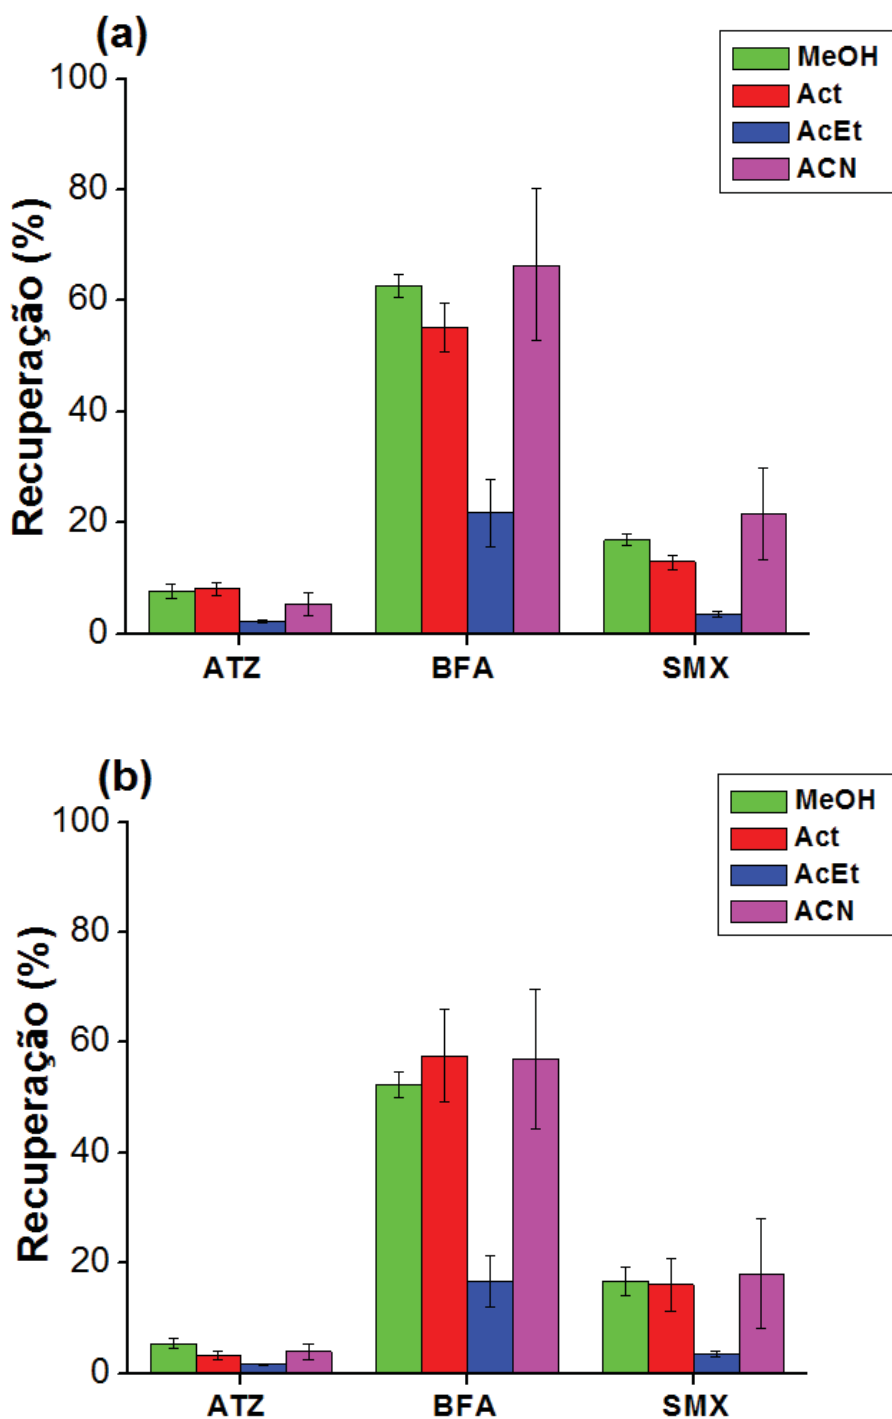 (a)
MeOH
Act
AcEt
ACN
Recuperação (%)
100
80
60
40
20
0
ATZ BFA SMX
(b)
MeOH
Act
AcEt
ACN
Recuperação (%)
100
80
60
40
20
0
ATZ BFA SMX